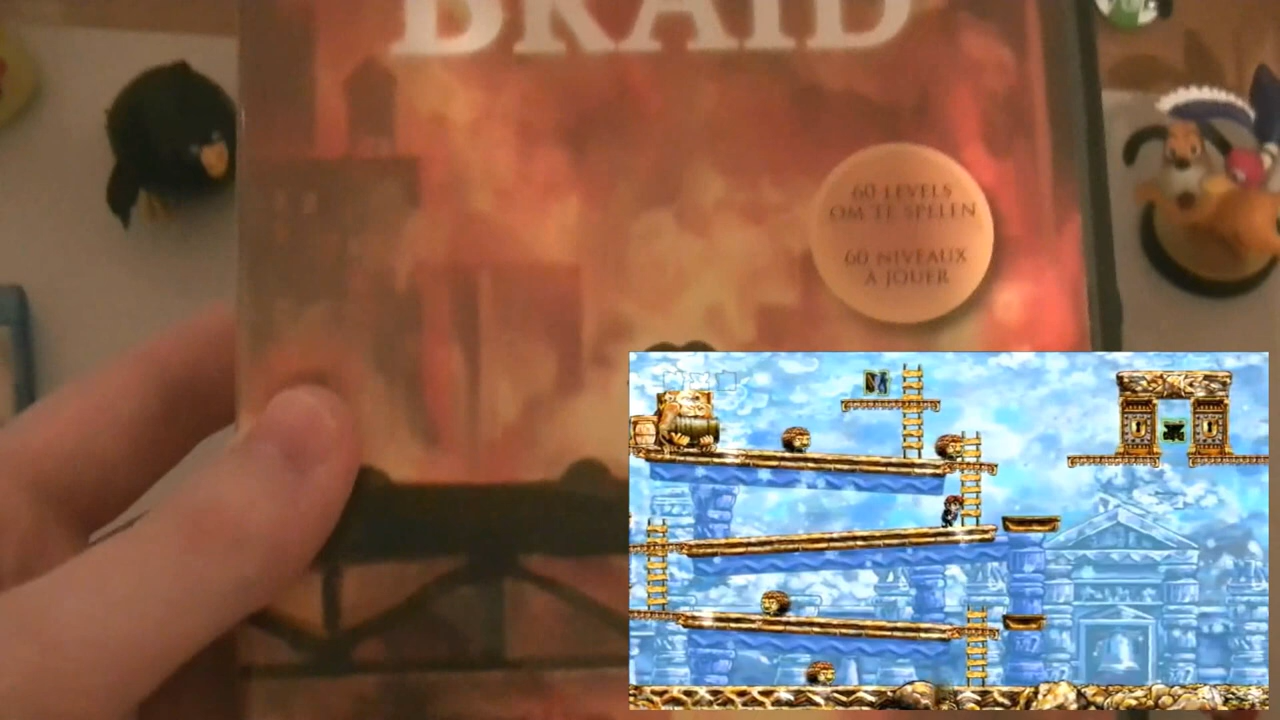 BRAID
60 LEVELS
OM TE SPELEN
60 NIVEAUX
A JOUER